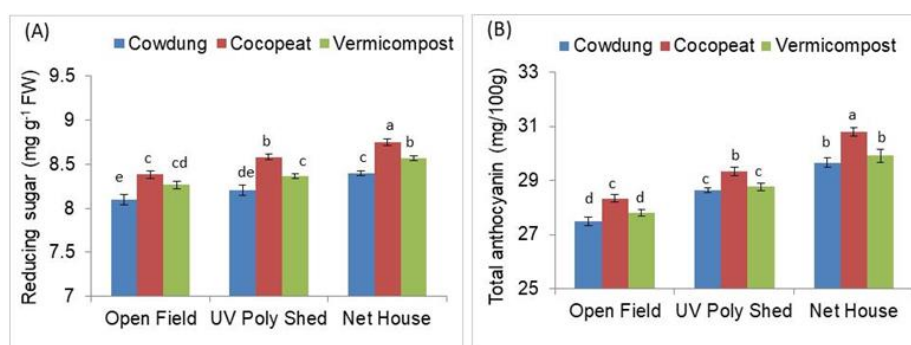 (A)
Cowdung Cocopeat Vermicompost
Reducing sugar (mg g⁻¹ FW)
9.5
9
8.5
8
7.5
7
e c cd
de b c
c a b
Open Field UV Poly Shed Net House
(B)
Cowdung Cocopeat Vermicompost
Total anthocyanin (mg/100g)
33
31
29
27
25
d c d
c b c
b a b
Open Field UV Poly Shed Net House